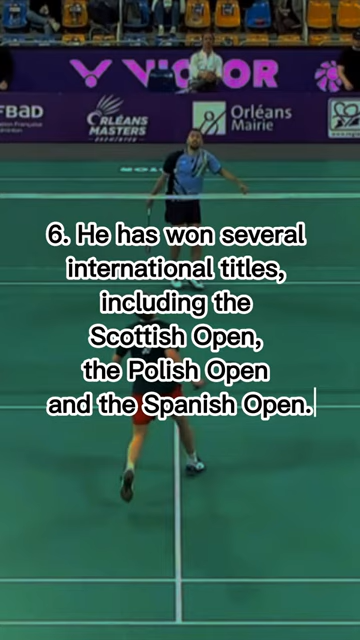 VICTOR
FBAD
ORLÉANS
MASTERS
BADMINTON
Orléans
Mairie
6. He has won several
international titles,
including the
Scottish Open,
the Polish Open
and the Spanish Open.